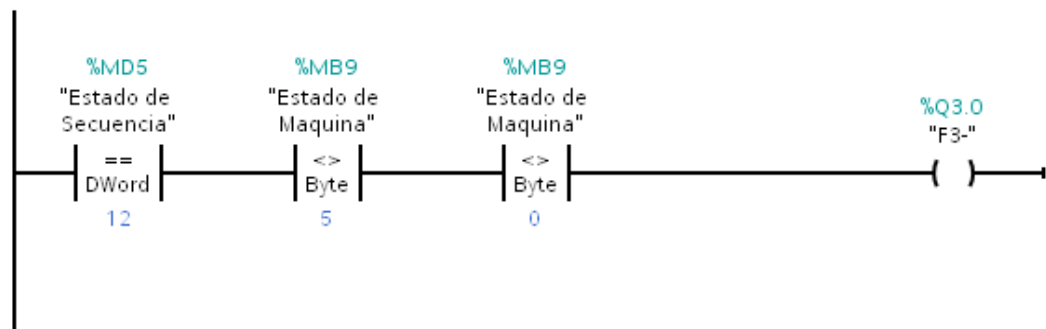 %MD5
"Estado de
Secuencia"
==
DWord
12
%MB9
"Estado de
Maquina"
<>
Byte
5
%MB9
"Estado de
Maquina"
<>
Byte
0
%Q3.0
"F3-"
( )